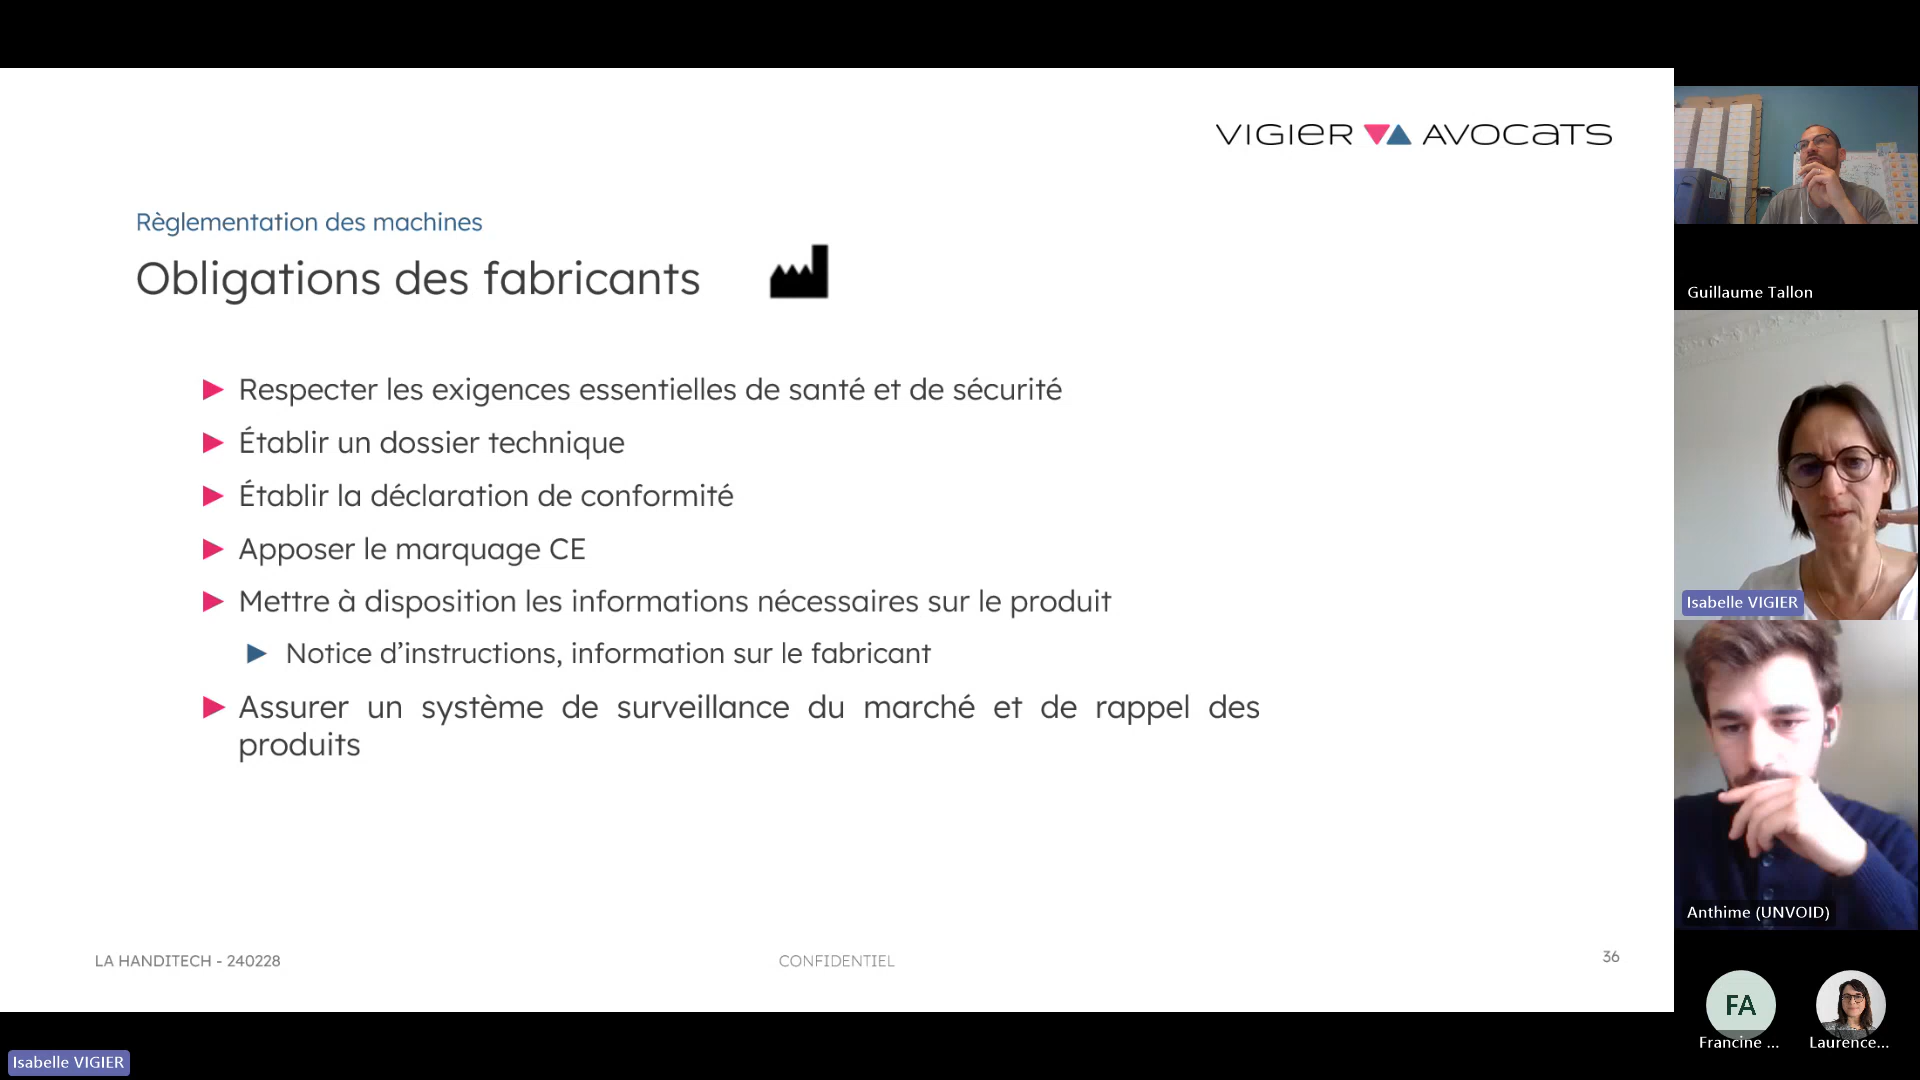 VIGIER AVOCATS
Règlementation des machines
Obligations des fabricants
Respecter les exigences essentielles de santé et de sécurité
Établir un dossier technique
Établir la déclaration de conformité
Apposer le marquage CE
Mettre à disposition les informations nécessaires sur le produit
Notice d’instructions, information sur le fabricant
Assurer un système de surveillance du marché et de rappel des
produits
LA HANDITECH - 240228
CONFIDENTIEL
36
Guillaume Tallon
Isabelle VIGIER
Anthime (UNVOID)
FA
Francine ...
Laurence...
Isabelle VIGIER